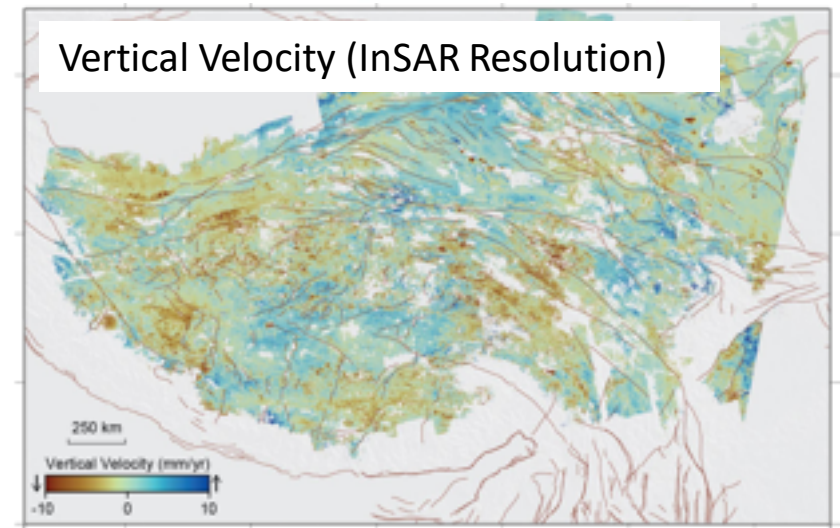 Vertical Velocity (InSAR Resolution)
250 km
Vertical Velocity (mm/yr)
-10 0 10